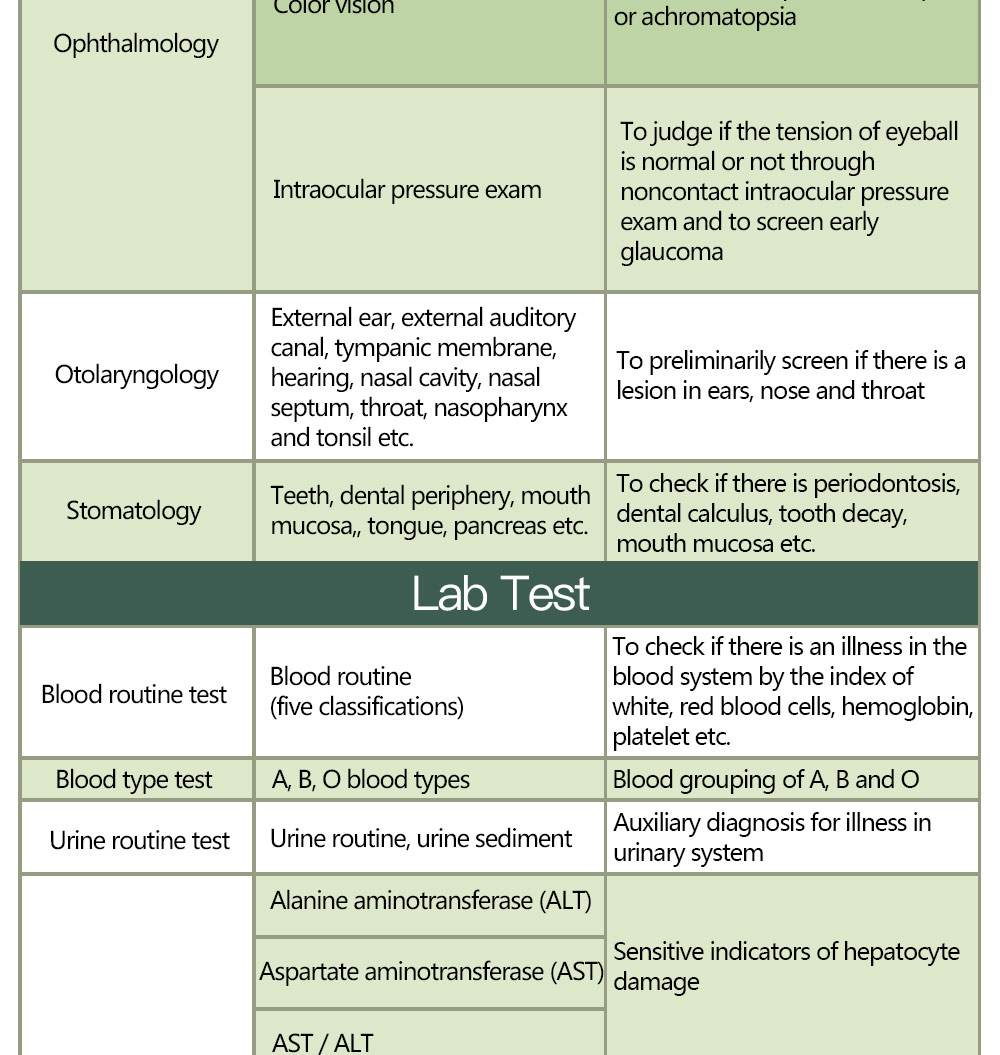 Color vision
or achromatopsia
Ophthalmology
Intraocular pressure exam
To judge if the tension of eyeball
is normal or not through
noncontact intraocular pressure
exam and to screen early
glaucoma
Otolaryngology
External ear, external auditory
canal, tympanic membrane,
hearing, nasal cavity, nasal
septum, throat, nasopharynx
and tonsil etc.
To preliminarily screen if there is a
lesion in ears, nose and throat
Stomatology
Teeth, dental periphery, mouth
mucosa,, tongue, pancreas etc.
To check if there is periodontosis,
dental calculus, tooth decay,
mouth mucosa etc.
Lab Test
Blood routine test
Blood routine
(five classifications)
To check if there is an illness in the
blood system by the index of
white, red blood cells, hemoglobin,
platelet etc.
Blood type test
A, B, O blood types
Blood grouping of A, B and O
Urine routine test
Urine routine, urine sediment
Auxiliary diagnosis for illness in
urinary system
Alanine aminotransferase (ALT)
Aspartate aminotransferase (AST)
AST / ALT
Sensitive indicators of hepatocyte
damage